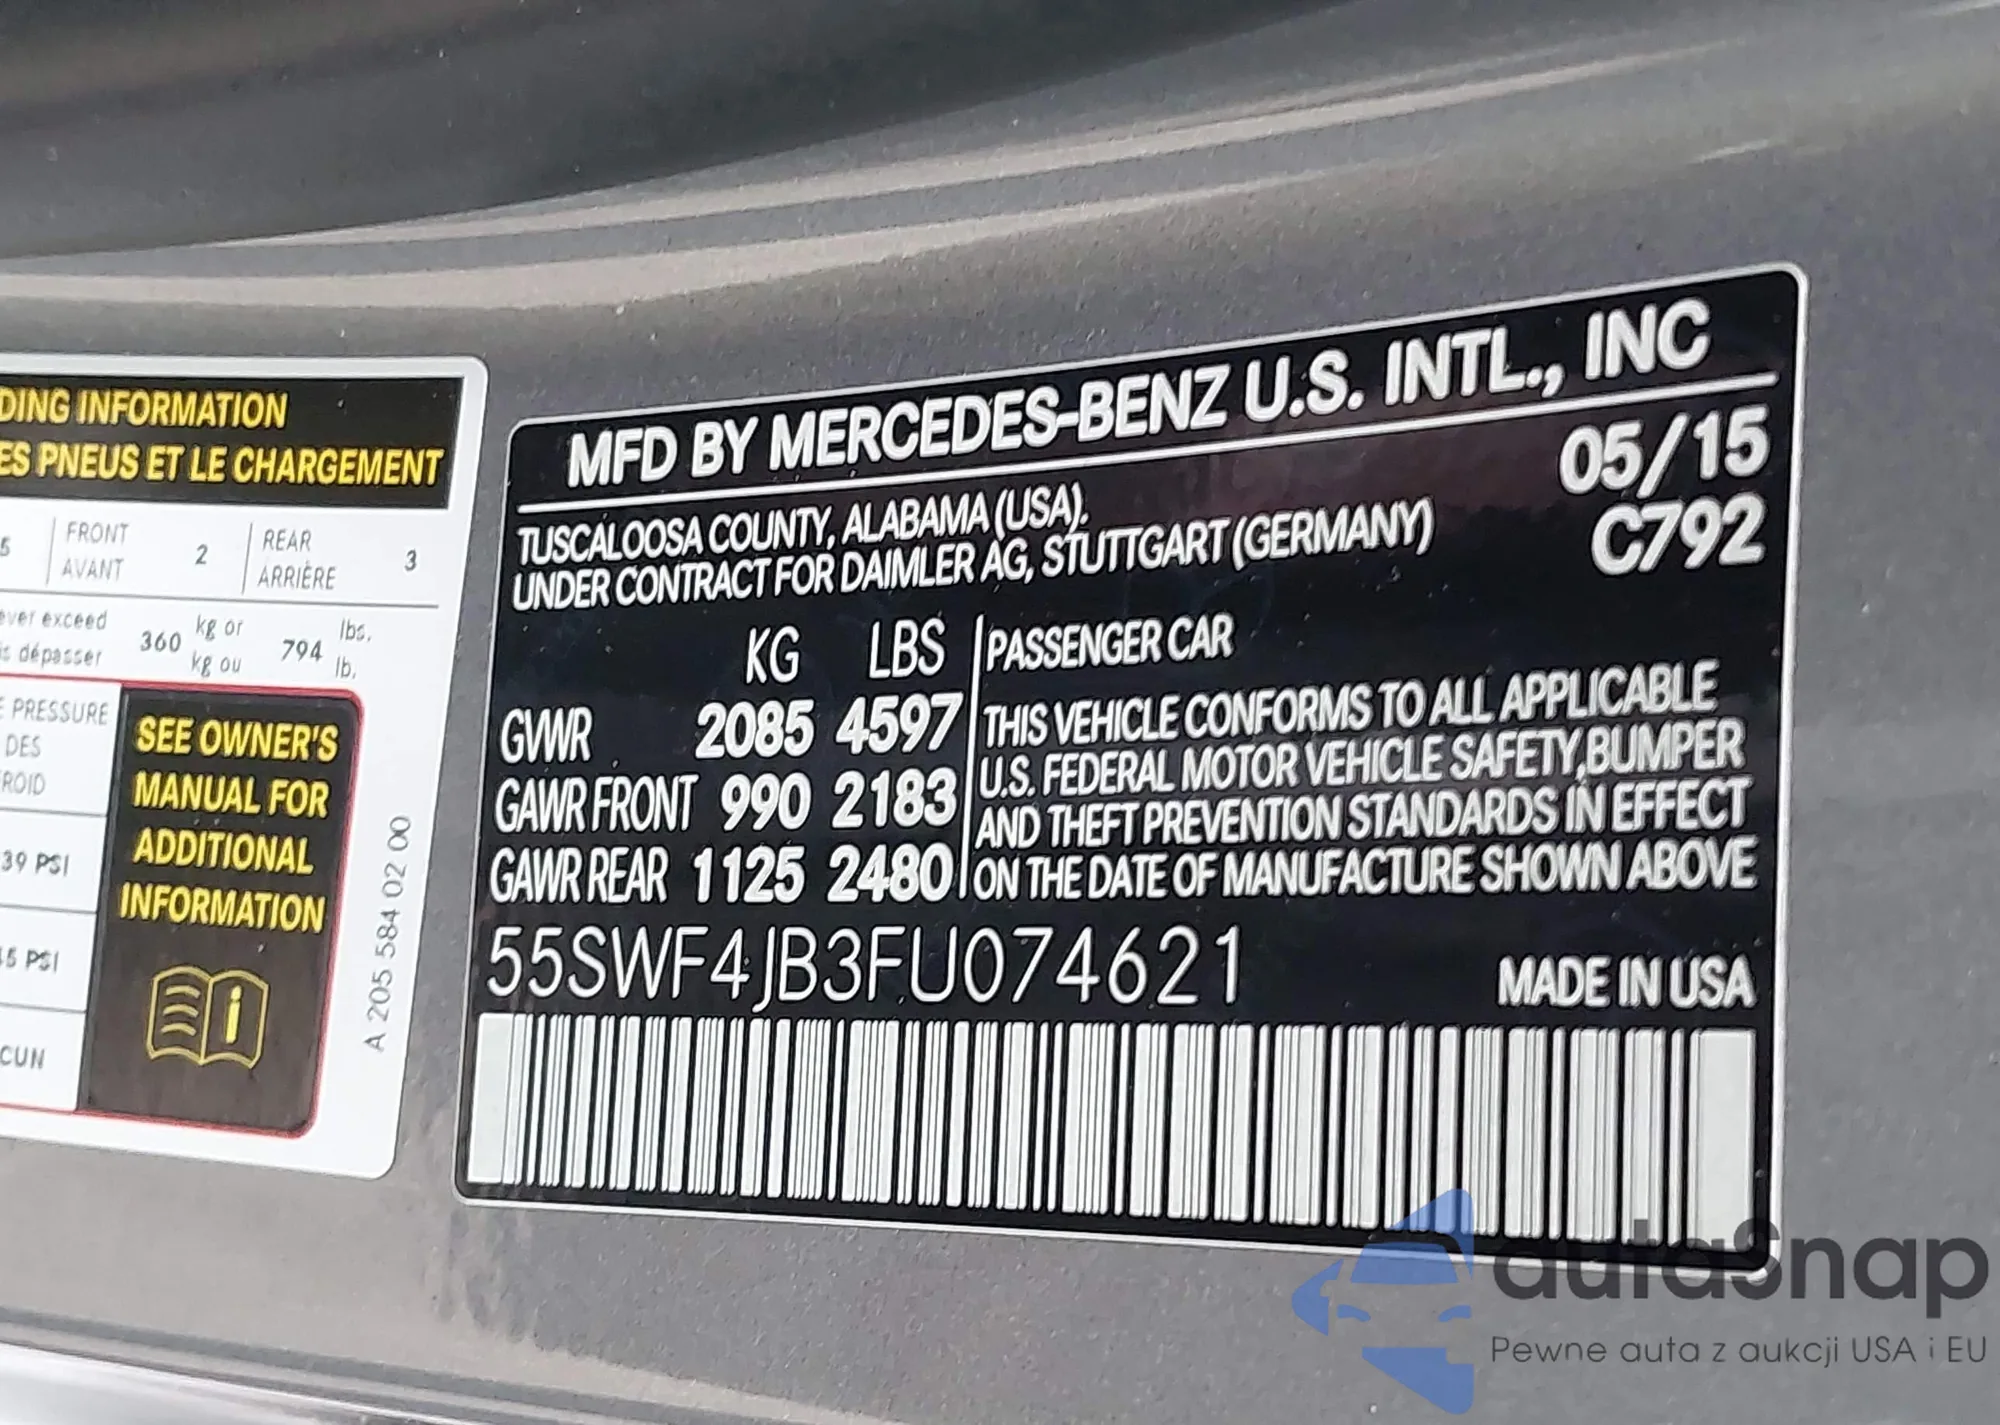 DING INFORMATION
ES PNEUS ET LE CHARGEMENT
5 FRONT AVANT 2 REAR ARRIÈRE 3
ever exceed kg or lbs.
s dépasser 360 kg ou 794 lb.
E PRESSURE
DES
ROID
39 PSI
5 PSI
CUN
SEE OWNER'S
MANUAL FOR
ADDITIONAL
INFORMATION
i
A 205 584 02 00
MFD BY MERCEDES-BENZ U.S. INTL., INC
05/15
TUSCALOOSA COUNTY, ALABAMA (USA).
UNDER CONTRACT FOR DAIMLER AG, STUTTGART (GERMANY)
C792
KG LBS
GVWR 2085 4597
GAWR FRONT 990 2183
GAWR REAR 1125 2480
PASSENGER CAR
THIS VEHICLE CONFORMS TO ALL APPLICABLE
U.S. FEDERAL MOTOR VEHICLE SAFETY,BUMPER
AND THEFT PREVENTION STANDARDS IN EFFECT
ON THE DATE OF MANUFACTURE SHOWN ABOVE
55SWF4JB3FU074621
MADE IN USA
autaSnap
Pewne auta z aukcji USA i EU